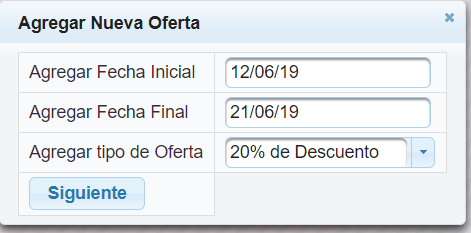 Agregar Nueva Oferta
Agregar Fecha Inicial 12/06/19
Agregar Fecha Final 21/06/19
Agregar tipo de Oferta 20% de Descuento
Siguiente